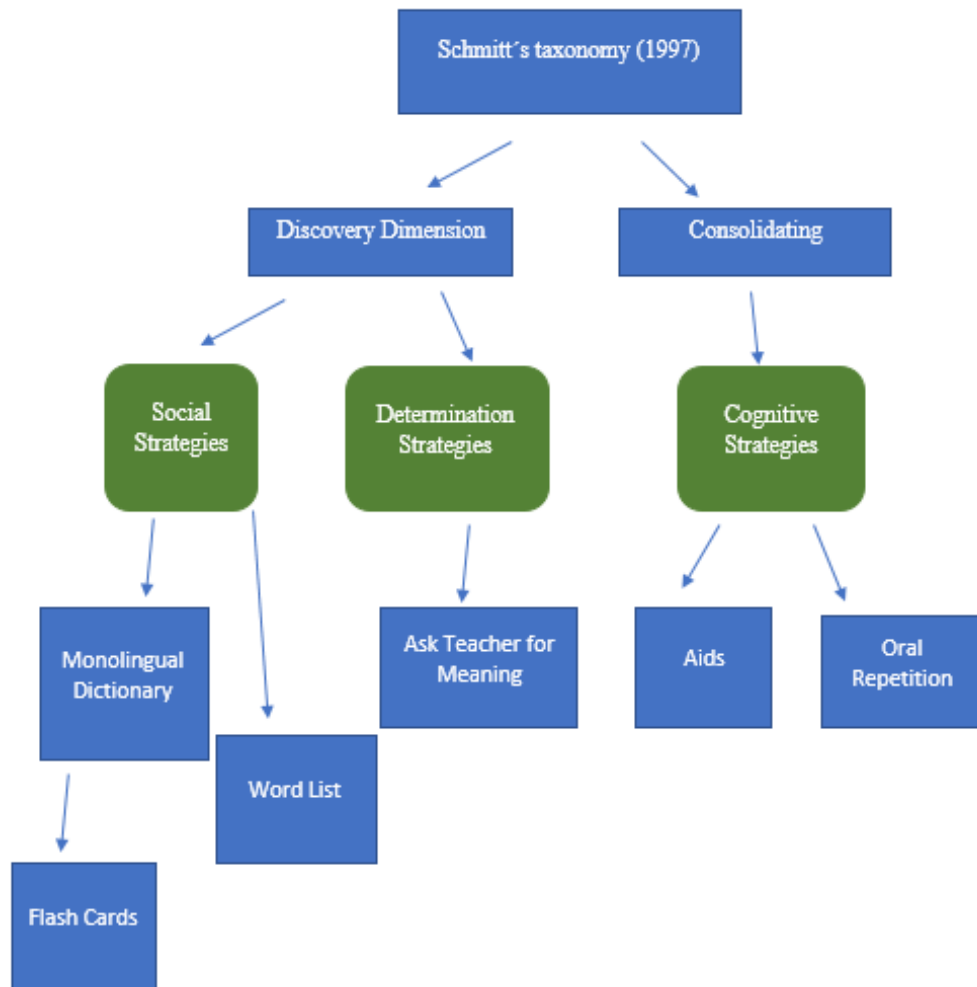 Schmitt´s taxonomy (1997)
Discovery Dimension
Consolidating
Social
Strategies
Determination
Strategies
Cognitive
Strategies
Monolingual
Dictionary
Ask Teacher for
Meaning
Aids
Oral
Repetition
Word List
Flash Cards